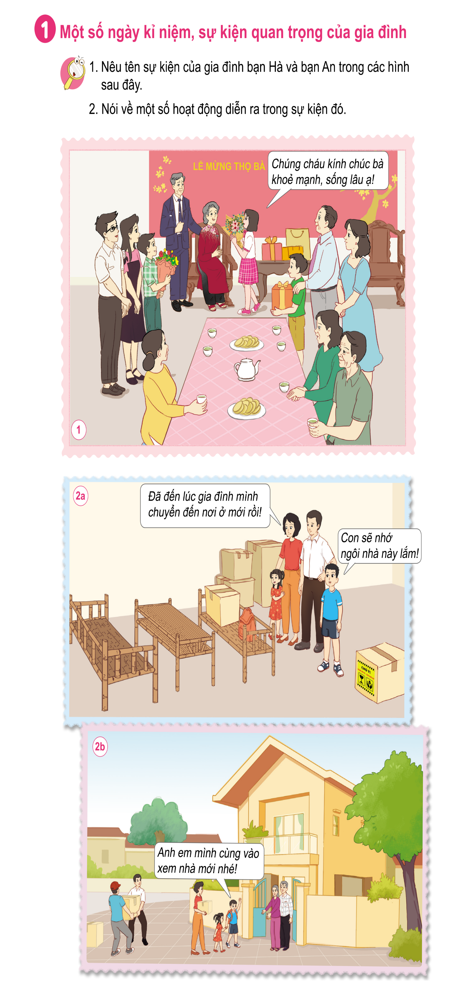 1 Một số ngày kỉ niệm, sự kiện quan trọng của gia đình
1. Nêu tên sự kiện của gia đình bạn Hà và bạn An trong các hình
sau đây.
2. Nói về một số hoạt động diễn ra trong sự kiện đó.
LỄ MỪNG THỌ BÀ
Chúng cháu kính chúc bà
khoẻ mạnh, sống lâu ạ!
1
2a
Đã đến lúc gia đình mình
chuyển đến nơi ở mới rồi!
Con sẽ nhớ
ngôi nhà này lắm!
CHÚ Ý!
2b
Anh em mình cùng vào
xem nhà mới nhé!